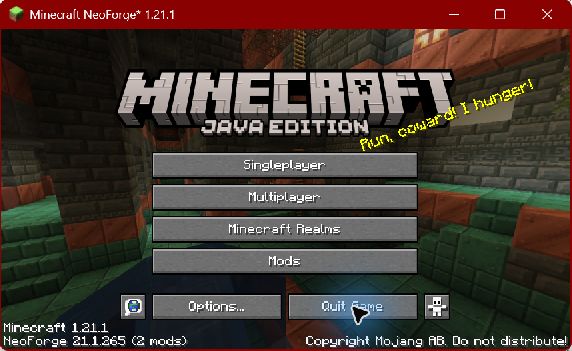 Minecraft NeoForge* 1.21.1
MINECRAFT
JAVA EDITION
Run, coward! I hunger!
Singleplayer
Multiplayer
Minecraft Realms
Mods
Options... Quit Game
Minecraft 1.21.1
NeoForge 21.1.265 (2 mods) Copyright Mojang AB. Do not distribute!